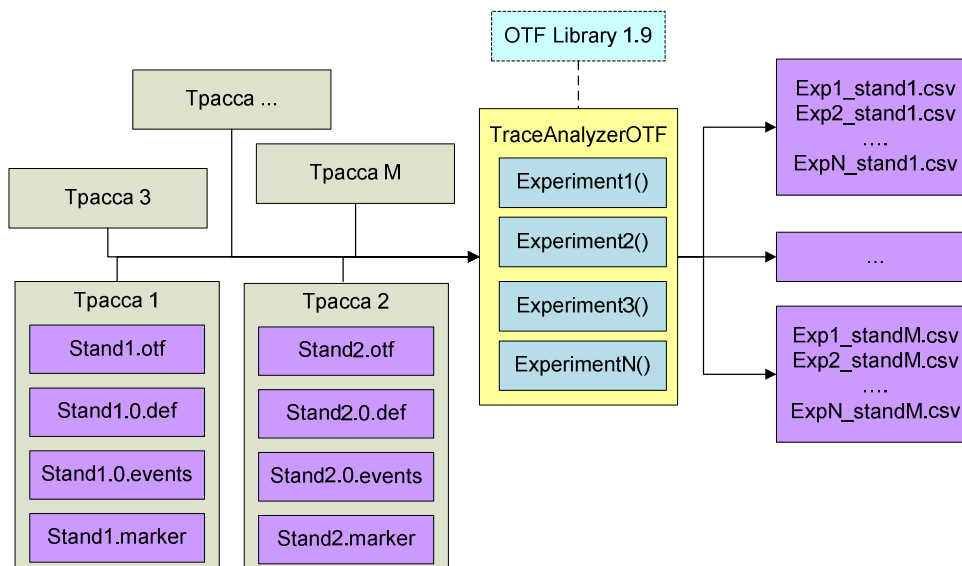 OTF Library 1.9
Трасса ...
Трасса M
Трасса 3
Трасса 1
Stand1.otf
Stand1.0.def
Stand1.0.events
Stand1.marker
Трасса 2
Stand2.otf
Stand2.0.def
Stand2.0.events
Stand2.marker
TraceAnalyzerOTF
Experiment1()
Experiment2()
Experiment3()
ExperimentN()
Exp1_stand1.csv
Exp2_stand1.csv
....
ExpN_stand1.csv
...
Exp1_standM.csv
Exp2_standM.csv
....
ExpN_standM.csv